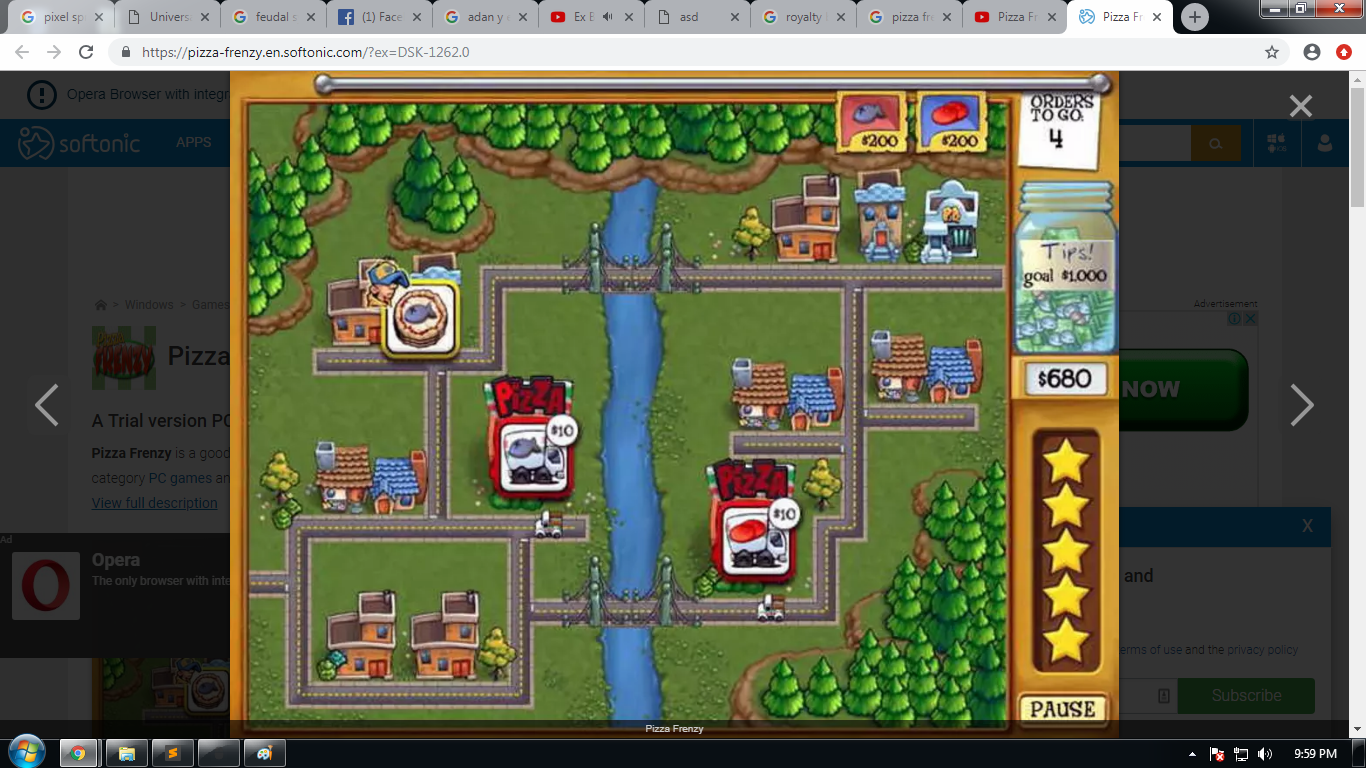 pixel sp
Univers
feudal s
(1) Face
adan y
Ex E
asd
royalty
pizza fr
Pizza F
Pizza F
https://pizza-frenzy.en.softonic.com/?ex=DSK-1262.0
Opera Browser with integr
softonic
APPS
> Windows > Games
FRENZY
Pizza
A Trial version PC
Pizza Frenzy is a good
category PC games an
View full description
Ad
Opera
The only browser with inte
$200
$200
ORDERS
TO GO:
4
Tips!
goal $1,000
$680
PIZZA
$10
PIZZA
$10
PAUSE
Pizza Frenzy
Advertisement
NOW
X
and
erms of use and the privacy policy
Subscribe
9:59 PM